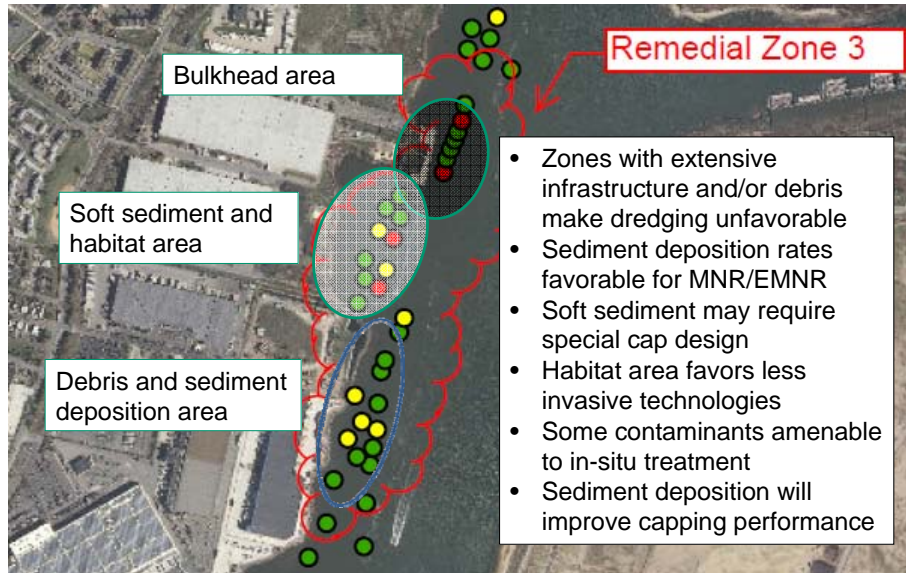 Remedial Zone 3
Bulkhead area
Soft sediment and
habitat area
Debris and sediment
deposition area
• Zones with extensive
infrastructure and/or debris
make dredging unfavorable
• Sediment deposition rates
favorable for MNR/EMNR
• Soft sediment may require
special cap design
• Habitat area favors less
invasive technologies
• Some contaminants amenable
to in-situ treatment
• Sediment deposition will
improve capping performance